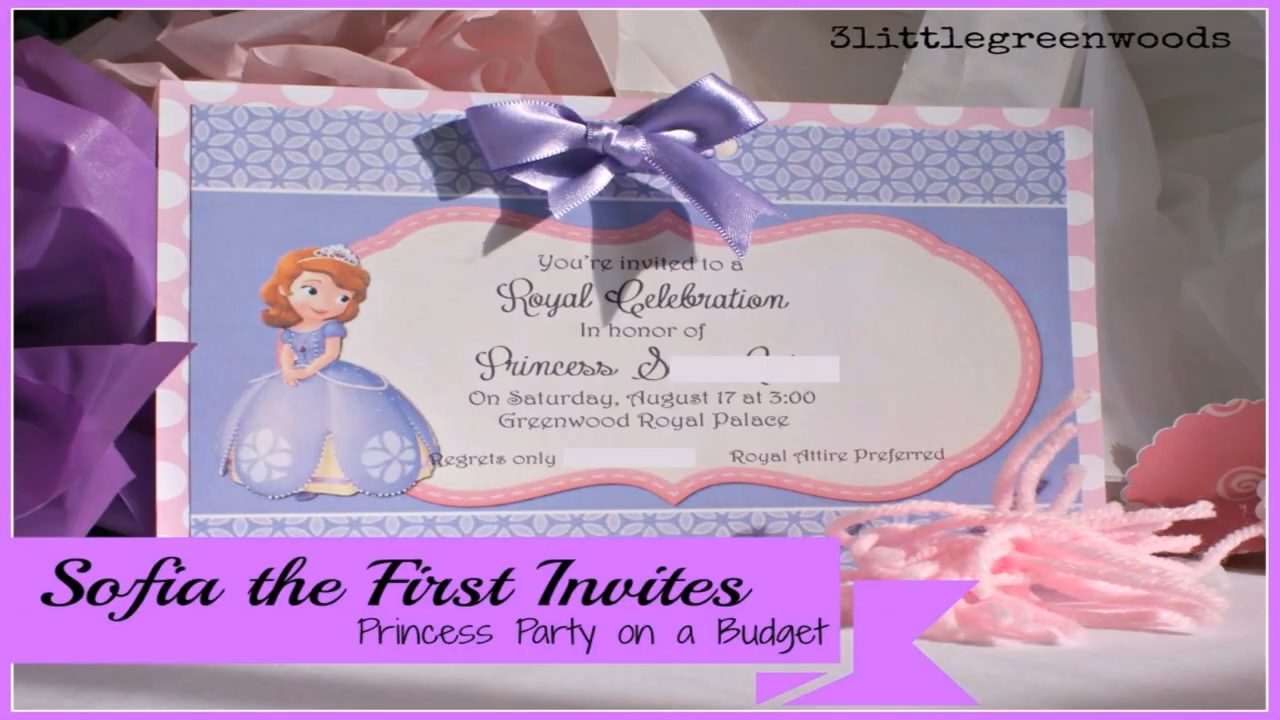 3littlegreenwoods
You're invited to a
Royal Celebration
In honor of
Princess S
On Saturday, August 17 at 3:00
Greenwood Royal Palace
Regrets only
Royal Attire Preferred
Sofia the First Invites
Princess Party on a Budget